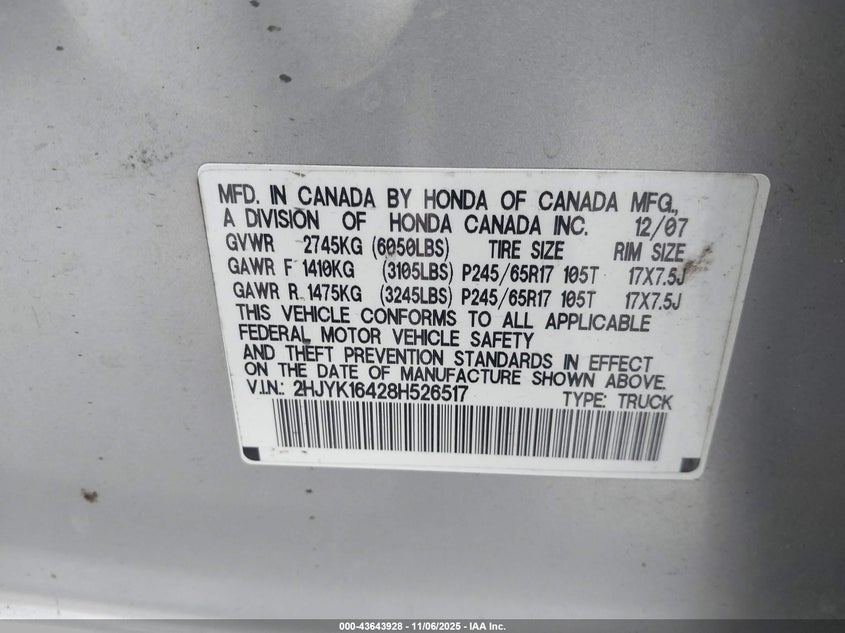 MFD. IN CANADA BY HONDA OF CANADA MFG.,
A DIVISION OF HONDA CANADA INC. 12/07
GVWR 2745KG (6050LBS) TIRE SIZE RIM SIZE
GAWR F 1410KG (3105LBS) P245/65R17 105T 17X7.5J
GAWR R 1475KG (3245LBS) P245/65R17 105T 17X7.5J
THIS VEHICLE CONFORMS TO ALL APPLICABLE
FEDERAL MOTOR VEHICLE SAFETY
AND THEFT PREVENTION STANDARDS IN EFFECT
ON THE DATE OF MANUFACTURE SHOWN ABOVE.
V.I.N.: 2HJYK16428H526517 TYPE: TRUCK
000-43643928 - 11/06/2025 - IAA Inc.